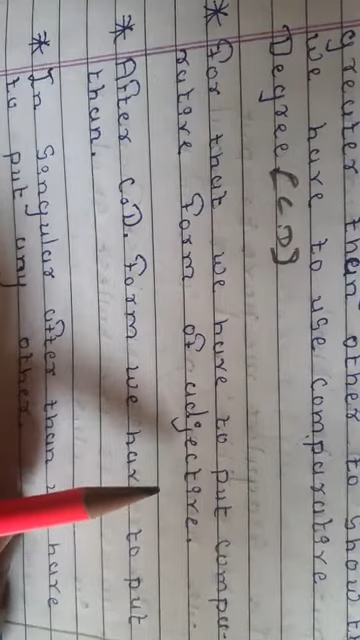 greater than other to show
we have to use comparative
Degree (CD)
* For that we have to put compa-
rative form of adjective.
* After C.D. form we have to put
than.
* In Singular after than have
to put any other.